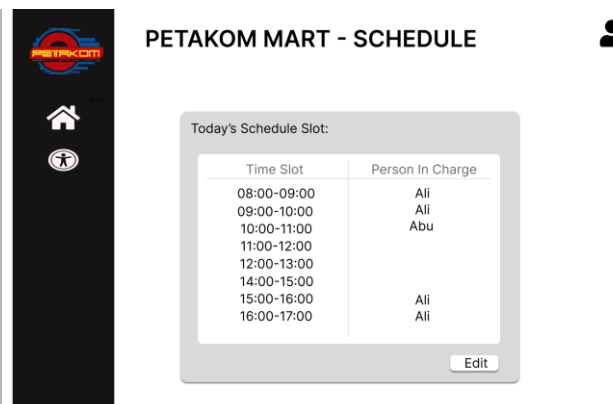 PETAKOM MART - SCHEDULE
PETAKOM
Today's Schedule Slot:
Time Slot Person In Charge
08:00-09:00 Ali
09:00-10:00 Ali
10:00-11:00 Abu
11:00-12:00
12:00-13:00
14:00-15:00
15:00-16:00 Ali
16:00-17:00 Ali
Edit